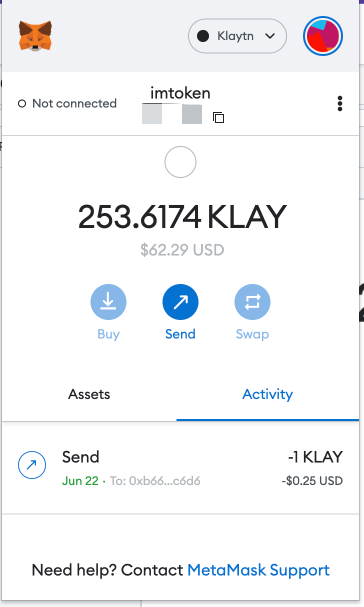 Klaytn
Not connected
imtoken
253.6174 KLAY
$62.29 USD
Buy
Send
Swap
Assets
Activity
Send
-1 KLAY
Jun 22 · To: 0xb66...c6d6
-$0.25 USD
Need help? Contact MetaMask Support